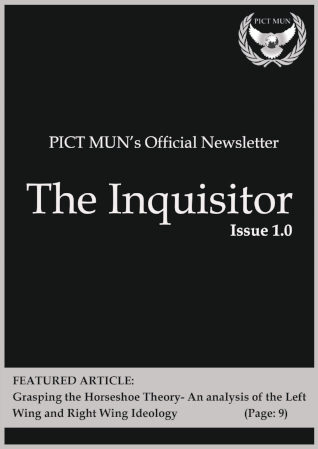 PICT MUN
PICT MUN's Official Newsletter
The Inquisitor
Issue 1.0
FEATURED ARTICLE:
Grasping the Horseshoe Theory- An analysis of the Left
Wing and Right Wing Ideology (Page: 9)